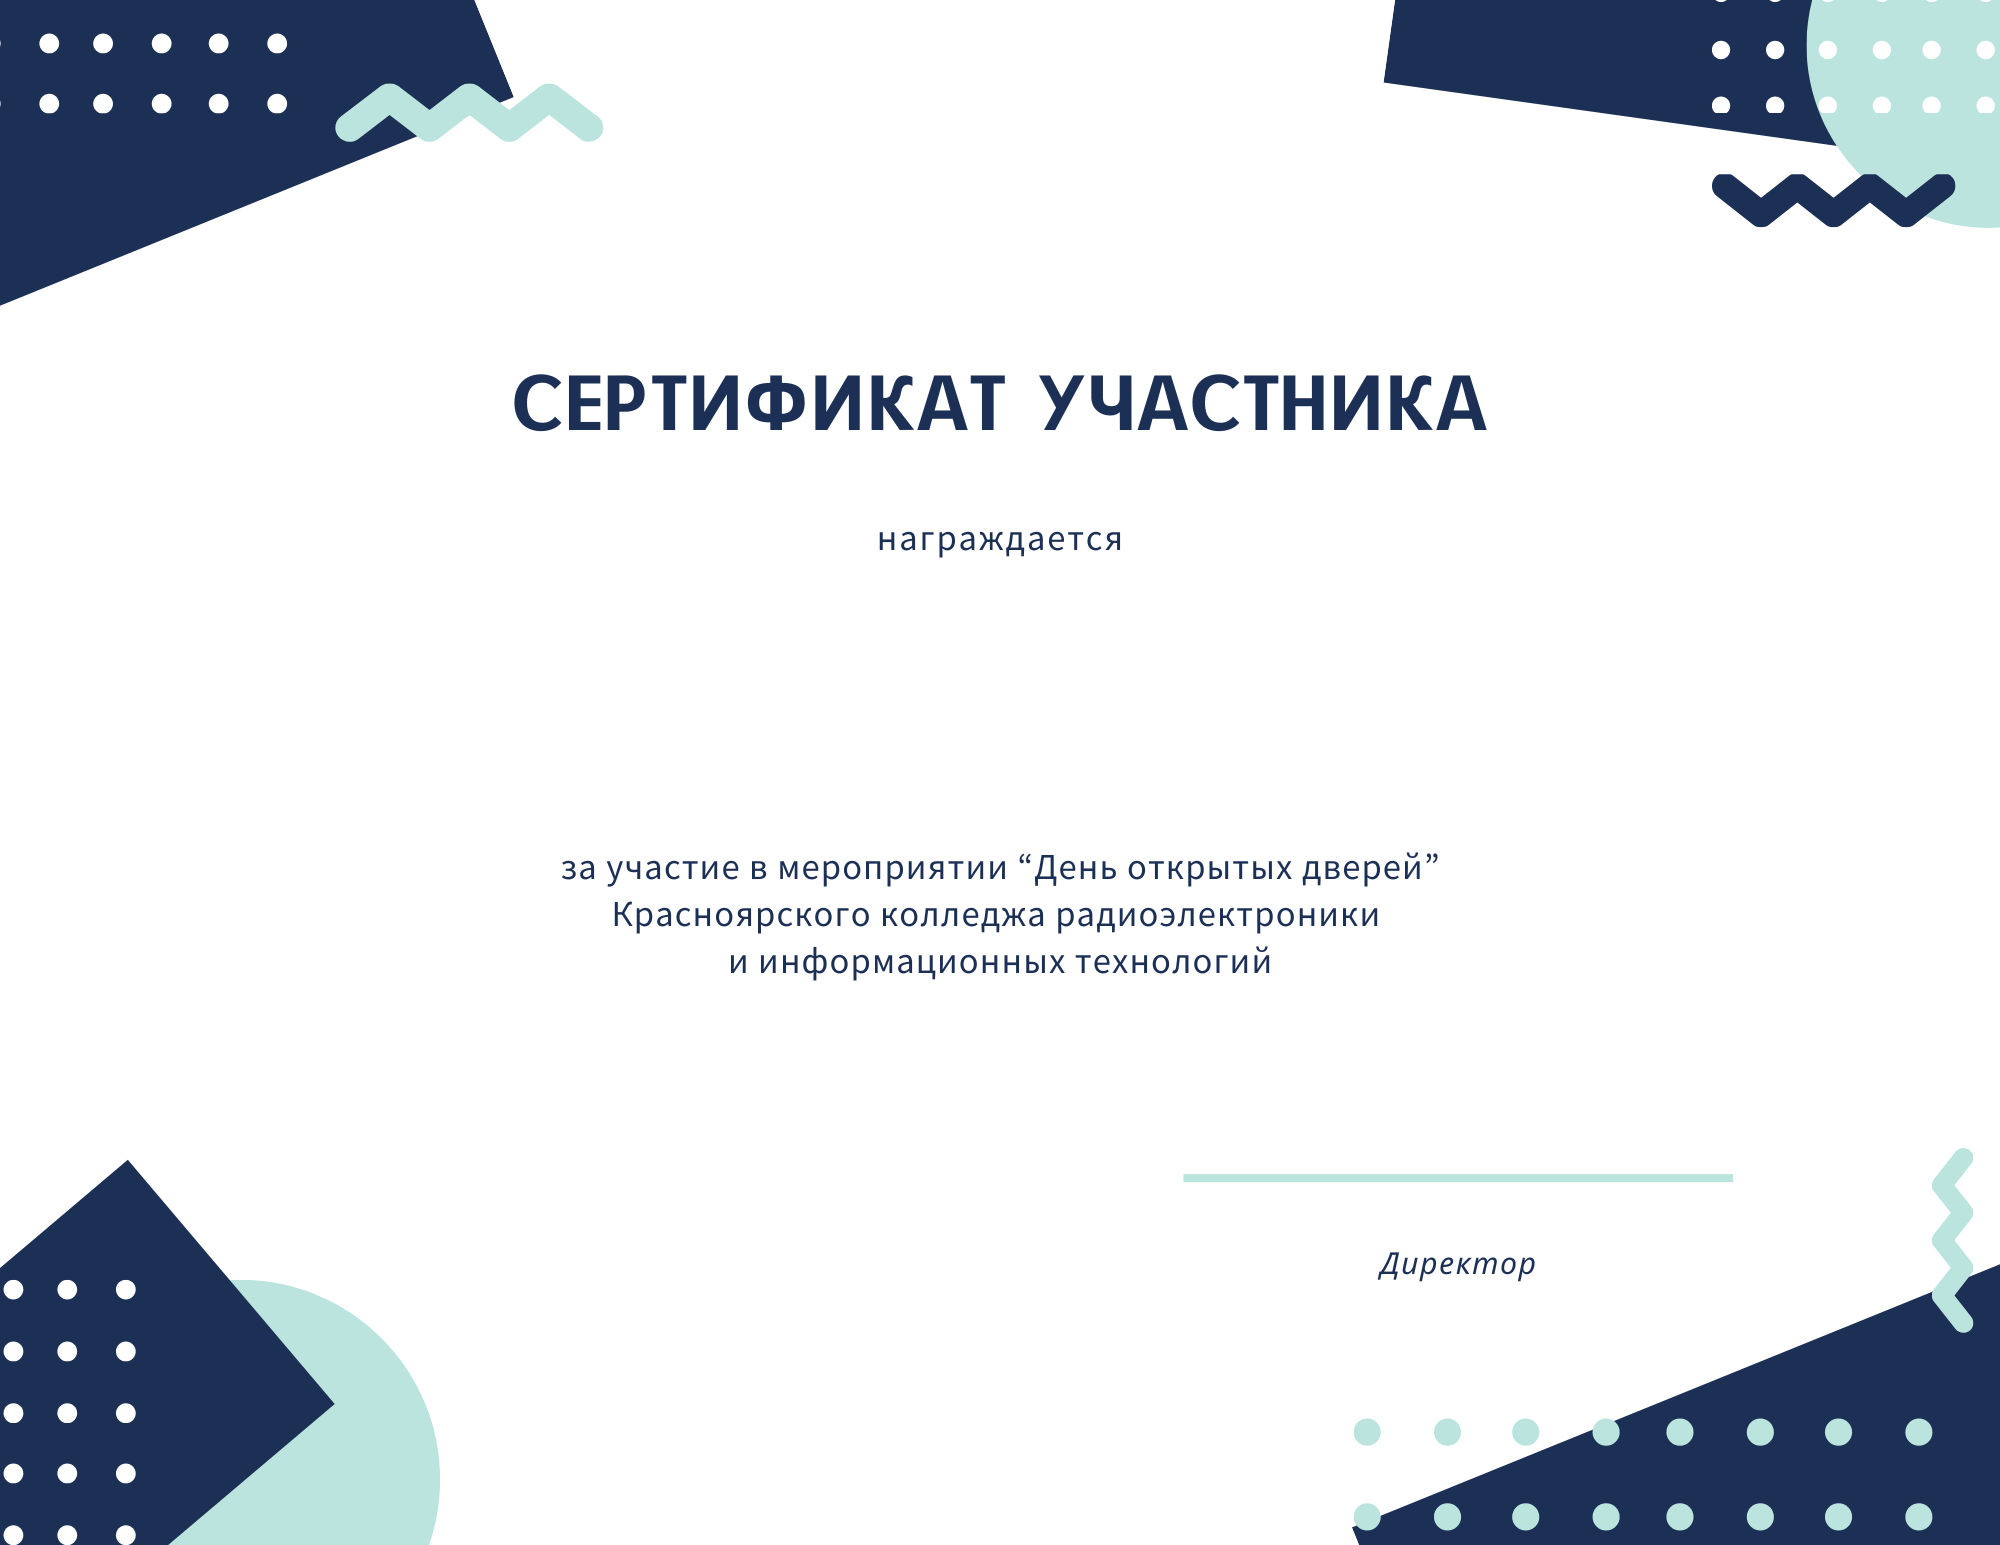 СЕРТИФИКАТ УЧАСТНИКА
награждается
за участие в мероприятии “День открытых дверей”
Красноярского колледжа радиоэлектроники
и информационных технологий
Директор